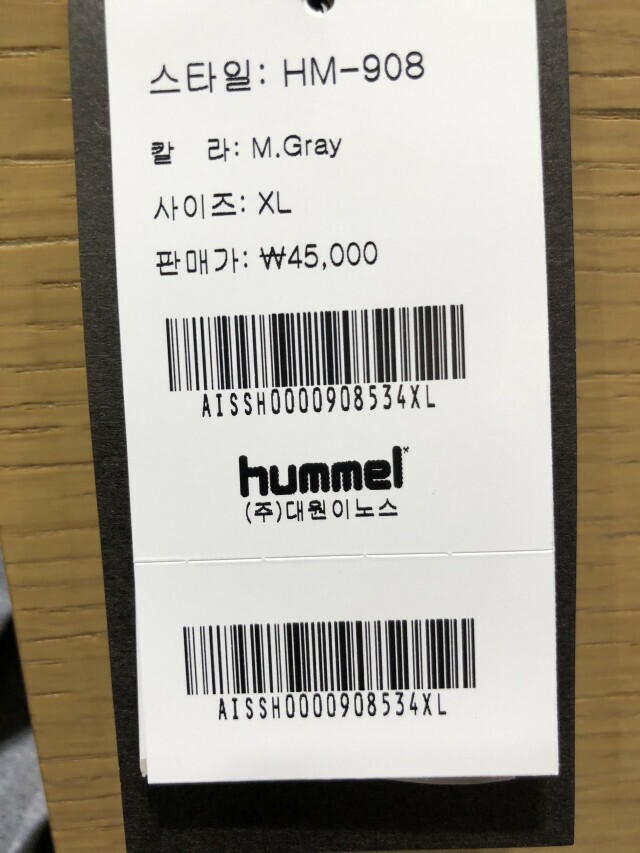 스타일: HM-908
칼 라: M.Gray
사이즈: XL
판매가: ₩45,000
AISSH0000908534XL
hummel
(주)대원이노스
AISSH0000908534XL